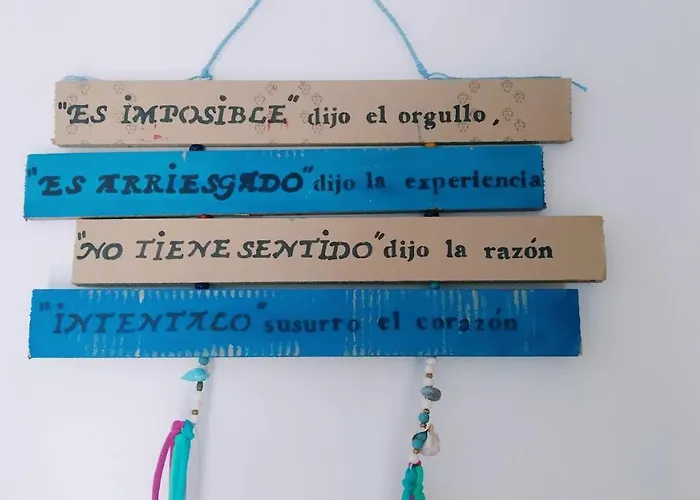 "ES iMPOSiBLE" dijo el orgullo,
"ES ARRiESGADO" dijo la experiencia
"NO TiENE SENTiDO" dijo la razón
"iNTENTALO" susurro el corazón